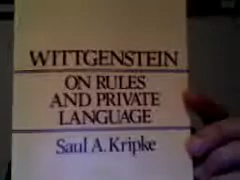 WITTGENSTEIN
ON RULES
AND PRIVATE
LANGUAGE
Saul A. Kripke